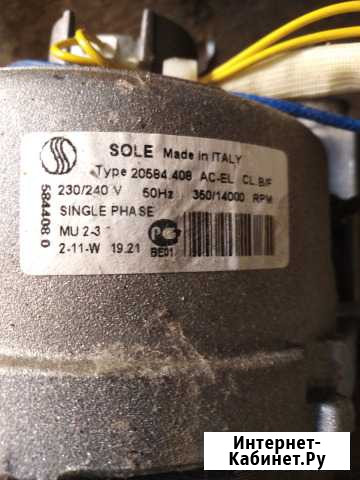 SOLE Made in ITALY
Type 20584.408 AC-EL CL.B/F
230/240 V 50Hz 350/14000 RPM
SINGLE PHASE
MU 2-3
2-11-W 19.21
BE01
584408 0
Интернет-
Кабинет.Ру